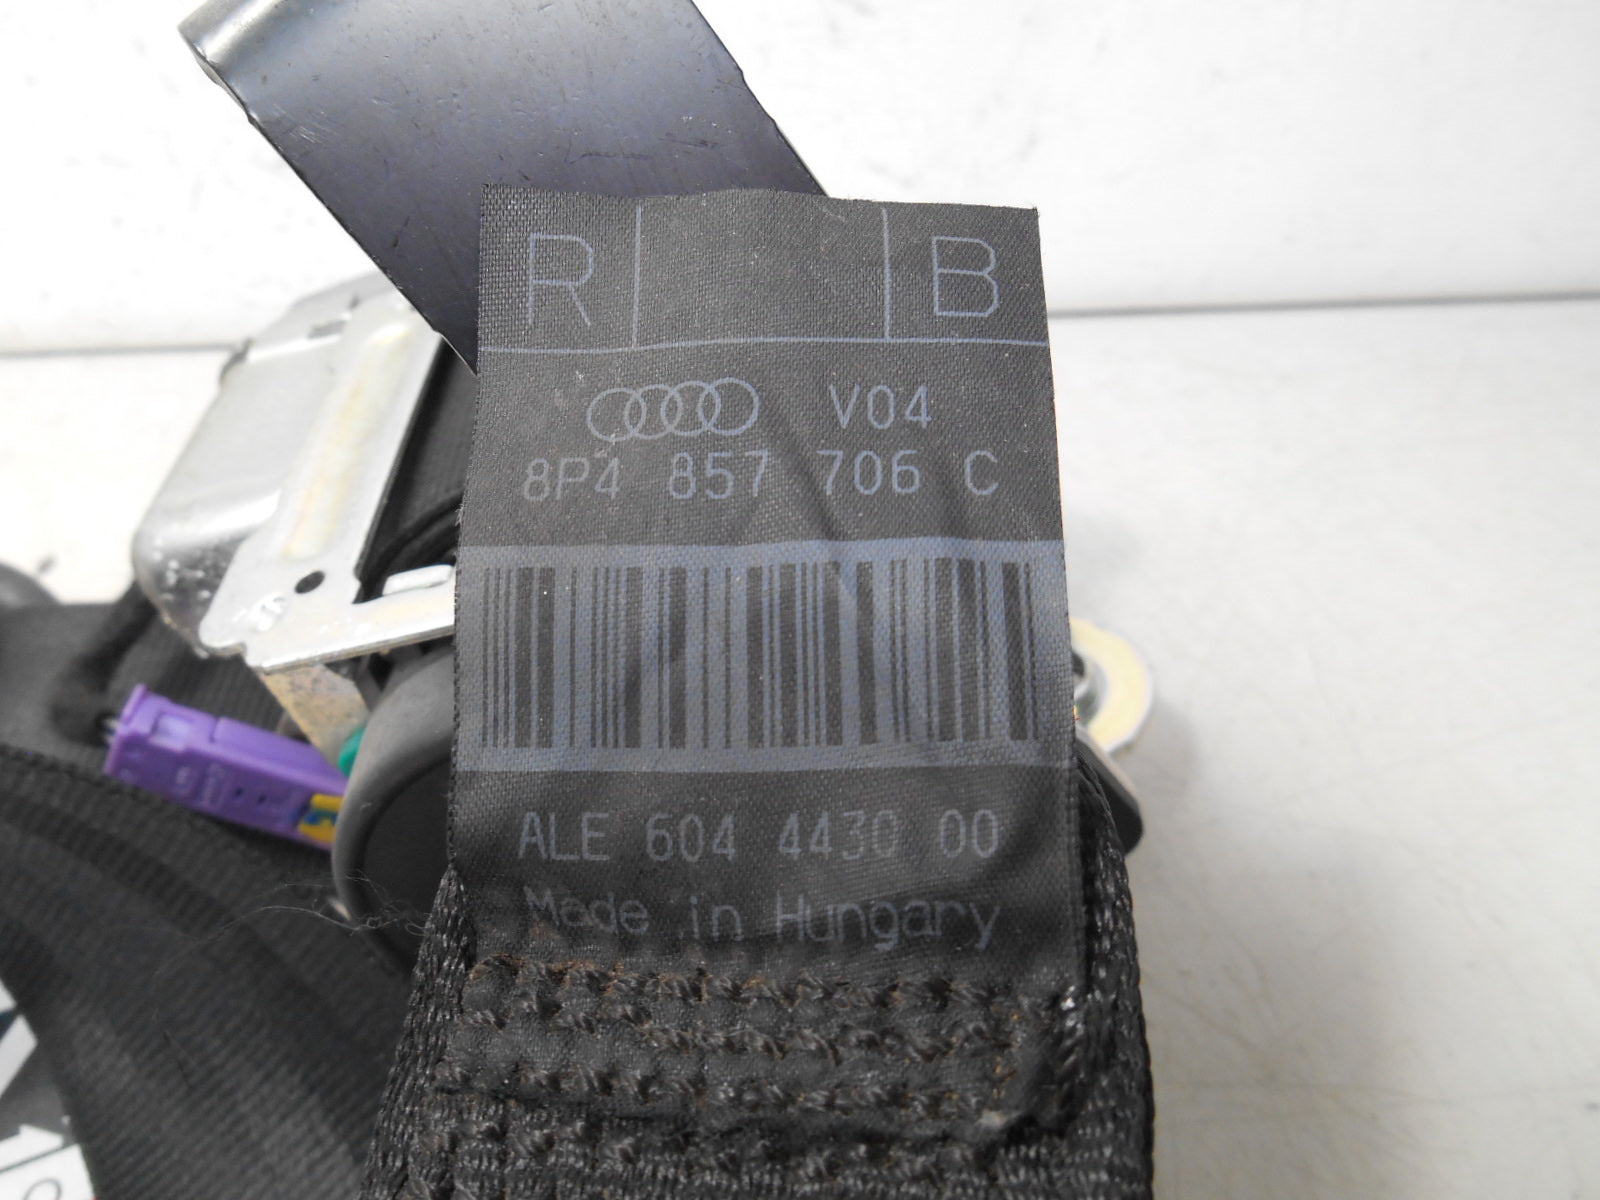 R B
V04
8P4 857 706 C
ALE 604 4430 00
Made in Hungary